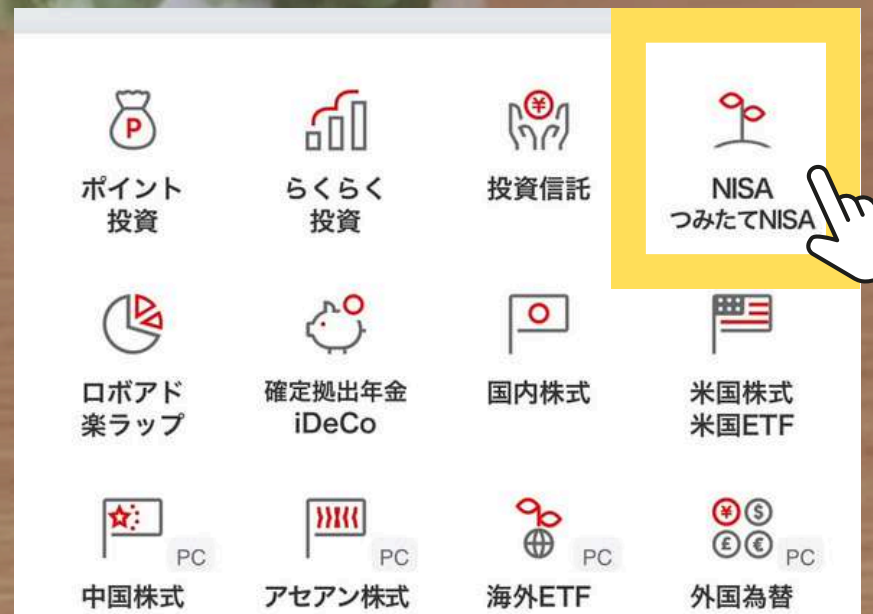 P
ポイント
投資
らくらく
投資
¥
投資信託
NISA
つみたてNISA
ロボアド
楽ラップ
確定拠出年金
iDeCo
国内株式
米国株式
米国ETF
PC
中国株式
PC
アセアン株式
PC
海外ETF
¥ $
£ €
PC
外国為替